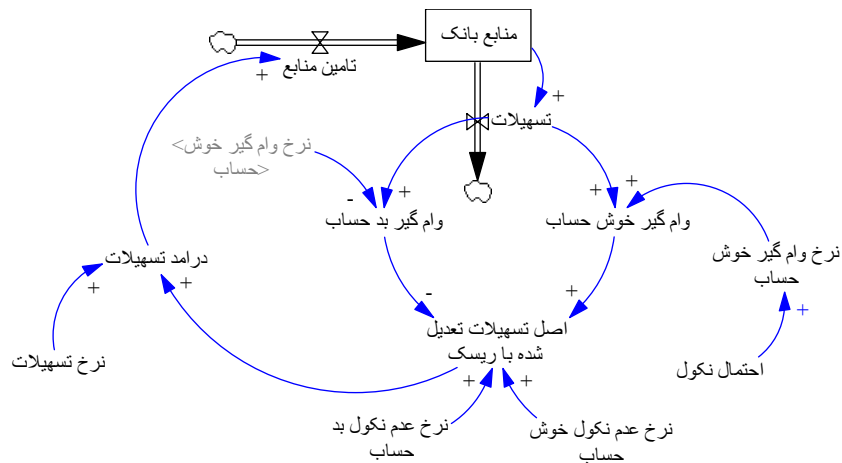 منابع بانک
تامین منابع
+
+
تسهیلات
<نرخ وام گیر خوش
حساب>
-
+
+
+
وام گیر بد حساب
وام گیر خوش حساب
نرخ وام گیر خوش
حساب
درامد تسهیلات
+
+
-
+
+
اصل تسهیلات تعدیل
شده با ریسک
نرخ تسهیلات
احتمال نکول
+
+
نرخ عدم نکول بد
حساب
نرخ عدم نکول خوش
حساب